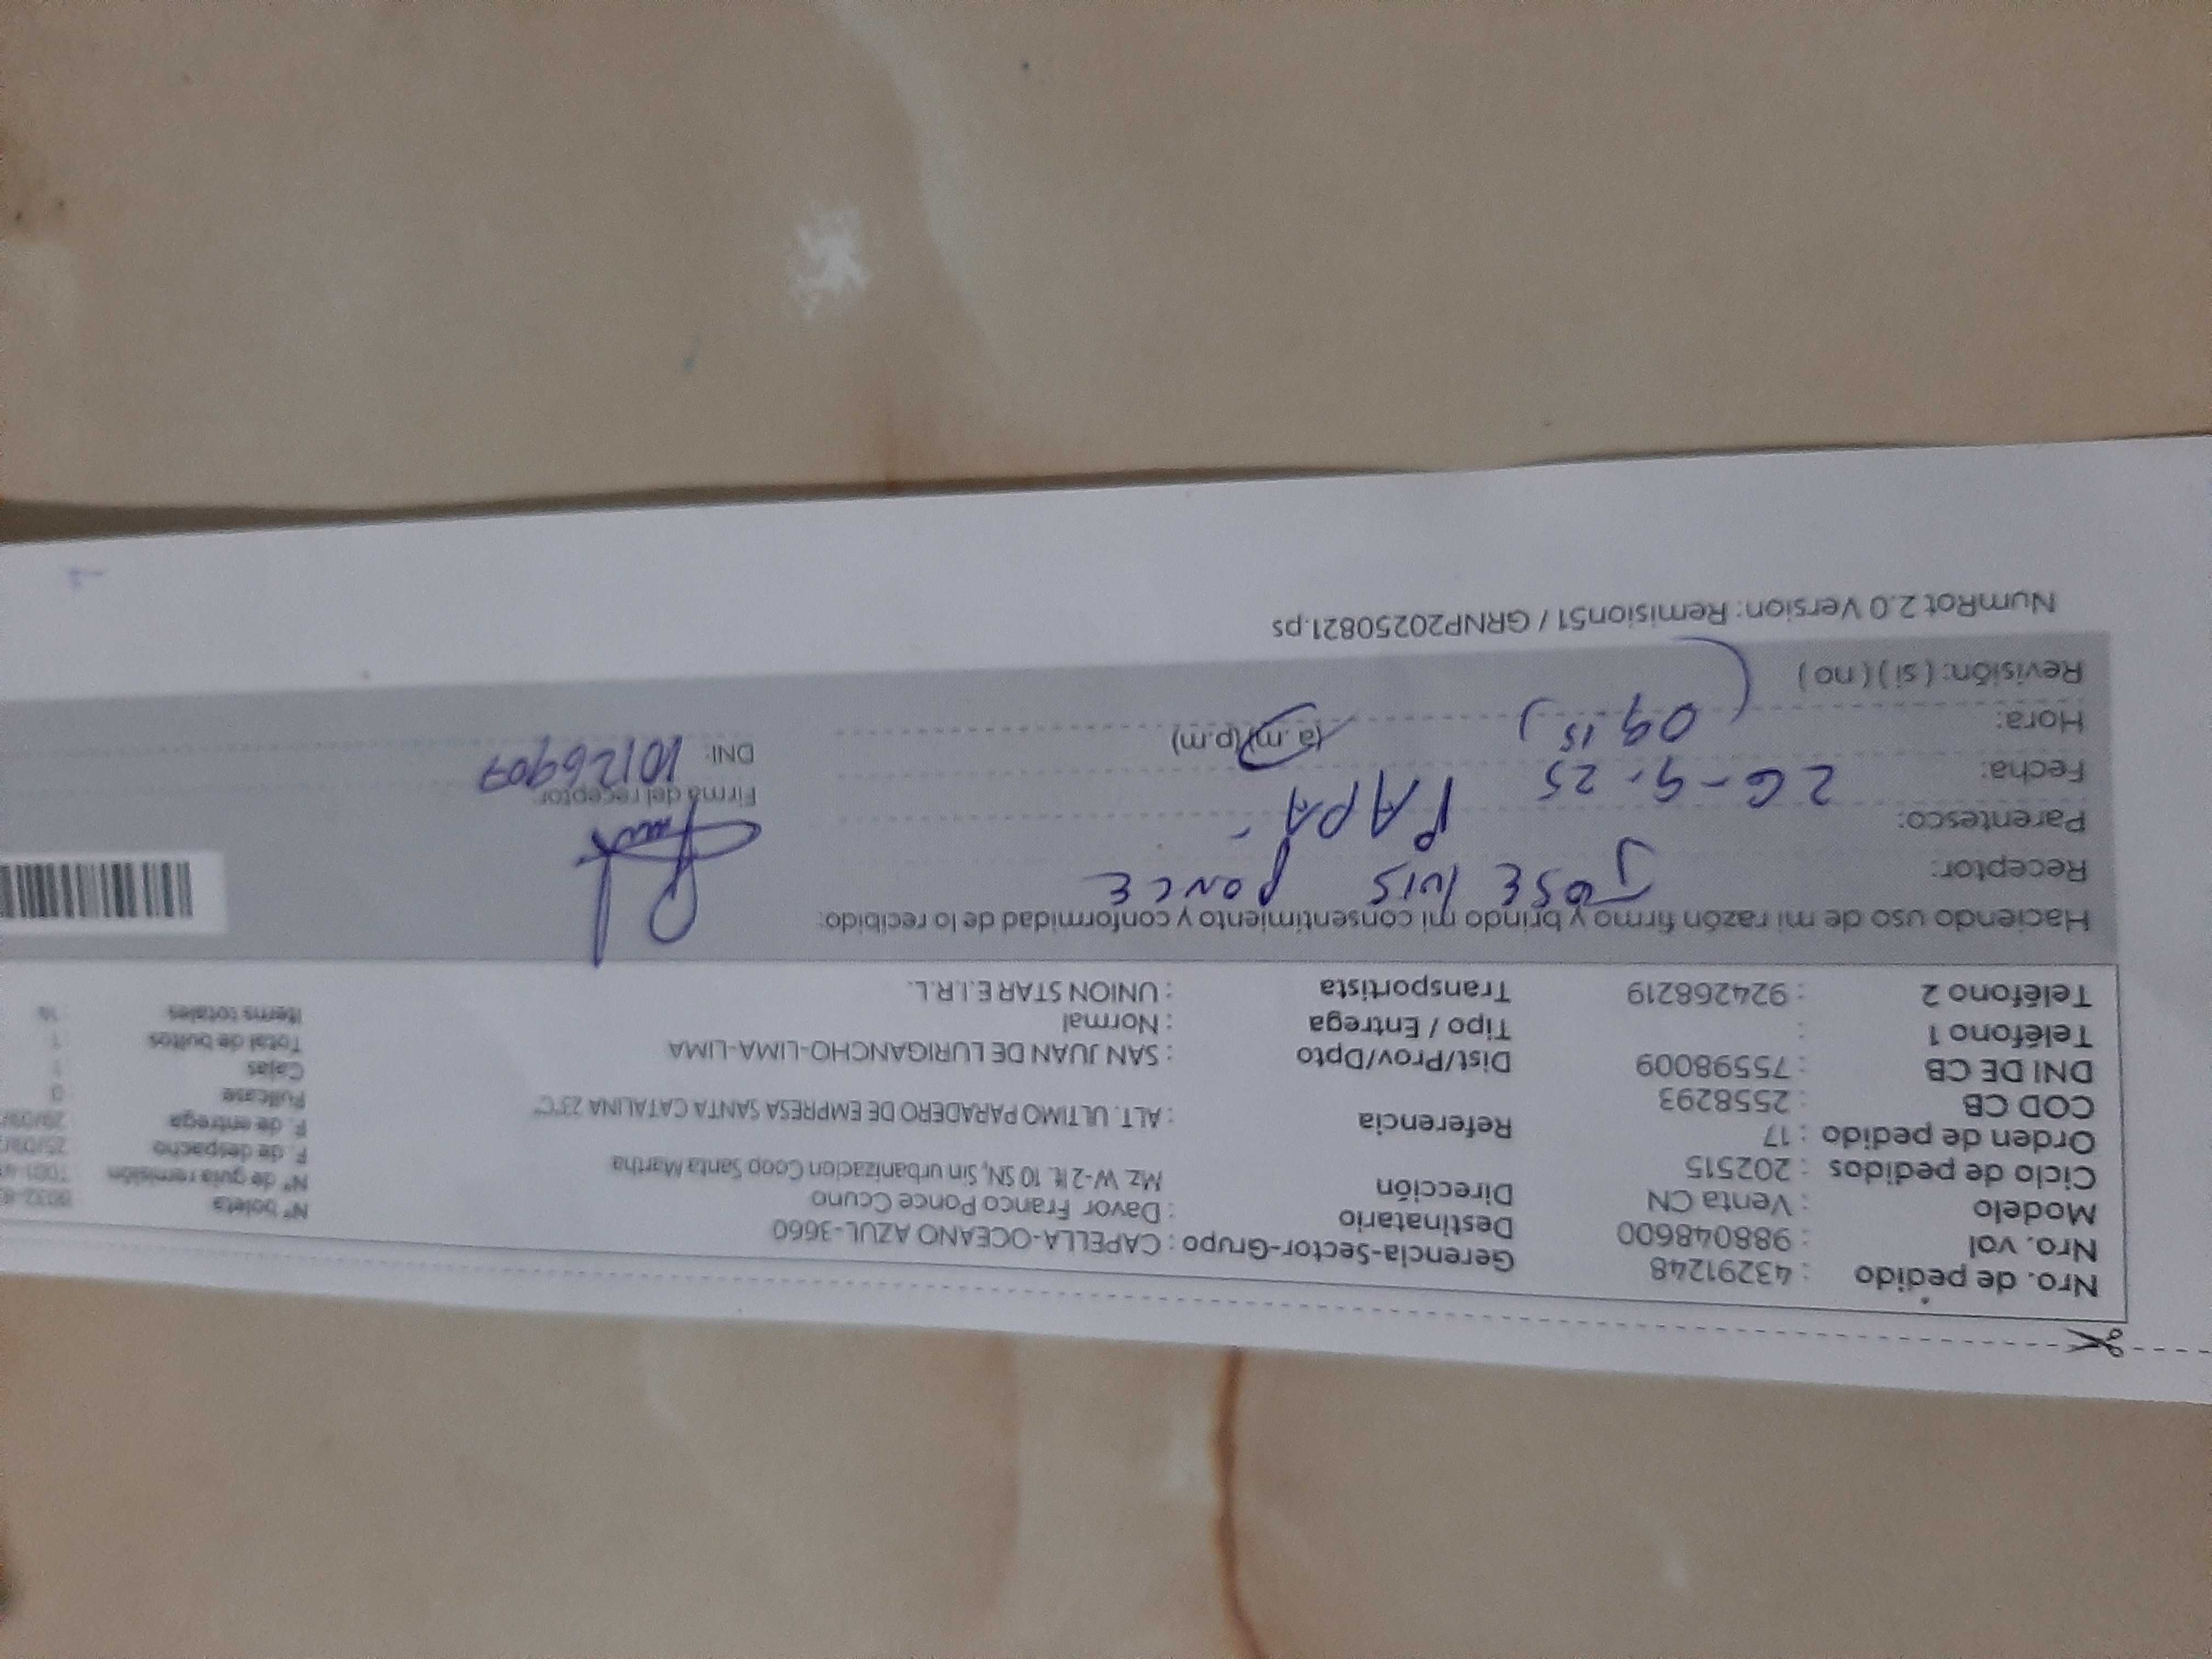 Nro. de pedido : 43291248
Nro. vol : 988048600
Modelo : Venta CN
Ciclo de pedidos : 202515
Orden de pedido : 17
COD CB : 2558293
DNI DE CB : 75598009
Teléfono 1 :
Teléfono 2 : 924268219
Gerencia-Sector-Grupo : CAPELLA-OCEANO AZUL-3660
Destinatario : Davor Franco Ponce Ccuno
Dirección Mz. W-2 lt. 10 SN, Sin urbanizacion Coop Santa Martha
Referencia : ALT. ULTIMO PARADERO DE EMPRESA SANTA CATALINA 23"C"
Dist/Prov/Dpto : SAN JUAN DE LURIGANCHO-LIMA-LIMA
Tipo / Entrega : Normal
Transportista : UNION STAR E.I.R.L.
Nº boleta
Nº de guía remisión
F. de despacho
F. de entrega
Fullcase : 0
Cajas : 1
Total de bultos : 1
Items totales
Haciendo uso de mi razón firmo y brindo mi consentimiento y conformidad de lo recibido:
Receptor: JOSE LUIS PONCE
Parentesco: PAPA
Fecha: 26-9-25
Hora: 09.15 (a.m)(p.m)
Revisión: (si) (no)
Firma del receptor
DNI: 10126907
NumRot 2.0 Version: Remision51 / GRNP20250821.ps